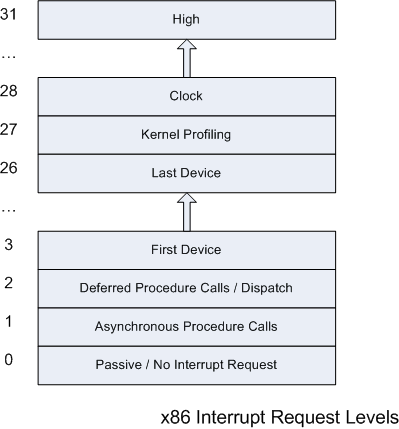 31 High
...
28 Clock
27 Kernel Profiling
26 Last Device
...
3 First Device
2 Deferred Procedure Calls / Dispatch
1 Asynchronous Procedure Calls
0 Passive / No Interrupt Request
x86 Interrupt Request Levels